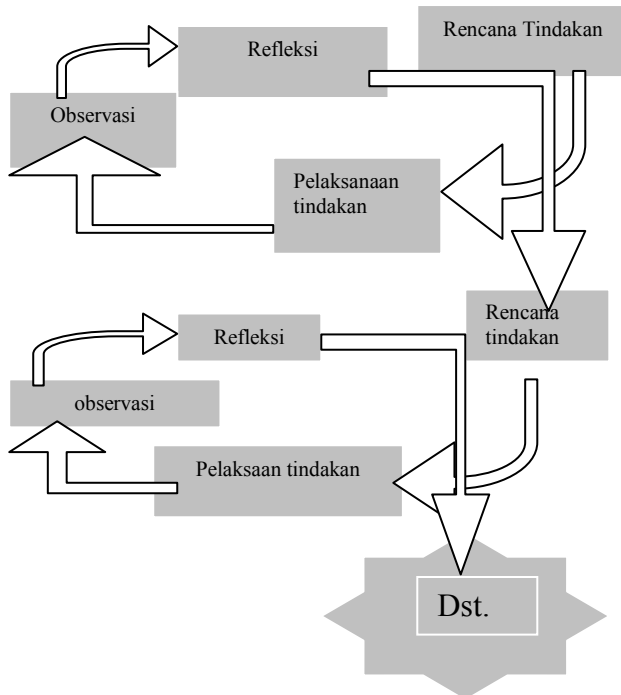 Rencana Tindakan
Refleksi
Observasi
Pelaksanaan
tindakan
Rencana
tindakan
Refleksi
observasi
Pelaksaan tindakan
Dst.